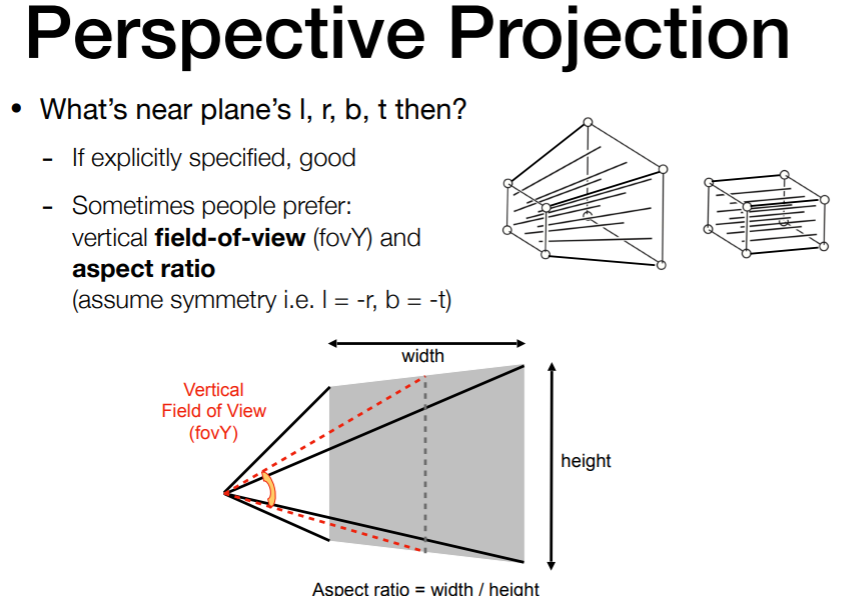 Perspective Projection
• What's near plane's l, r, b, t then?
- If explicitly specified, good
- Sometimes people prefer:
vertical field-of-view (fovY) and
aspect ratio
(assume symmetry i.e. l = -r, b = -t)
width
Vertical
Field of View
(fovY)
height
Aspect ratio = width / height